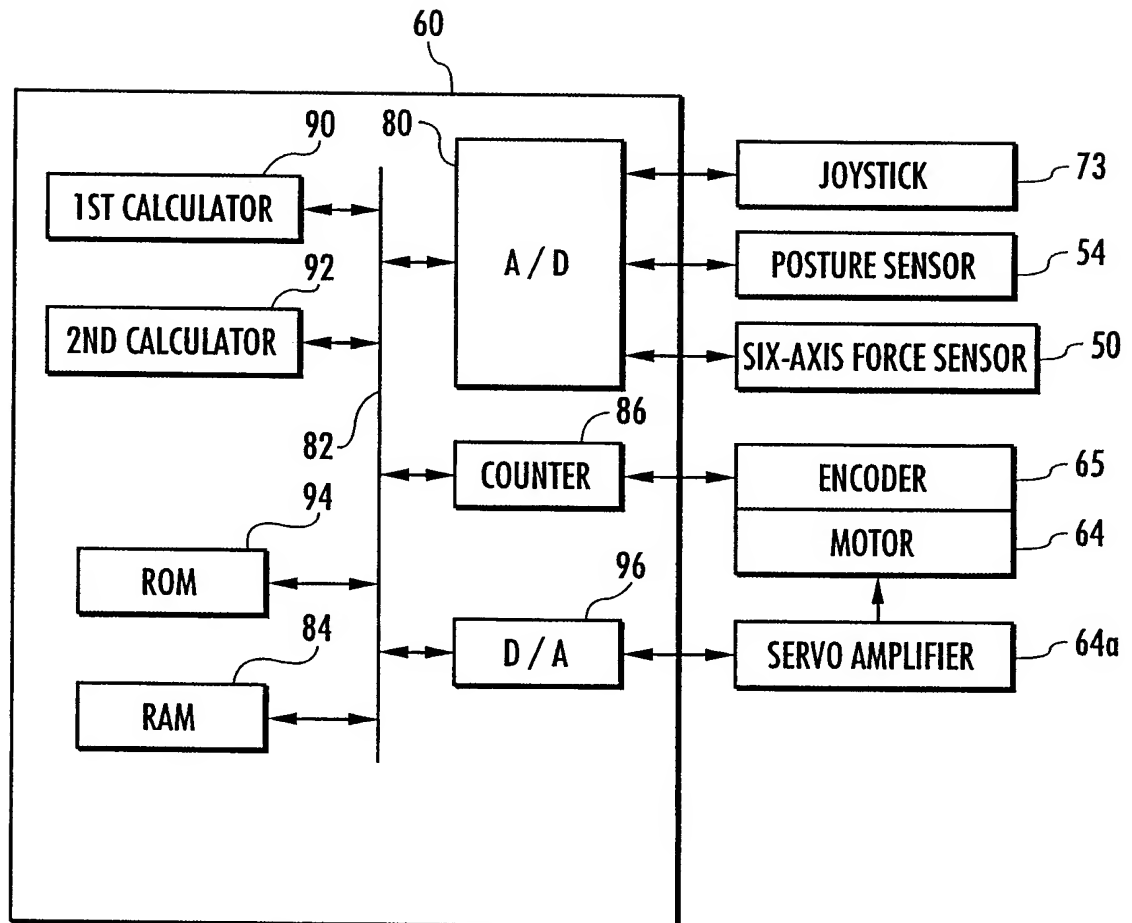 60
90
80
1ST CALCULATOR
A/D
JOYSTICK
73
92
POSTURE SENSOR
54
2ND CALCULATOR
SIX-AXIS FORCE SENSOR
50
82
86
COUNTER
ENCODER
65
94
MOTOR
64
ROM
96
84
D/A
SERVO AMPLIFIER
64a
RAM